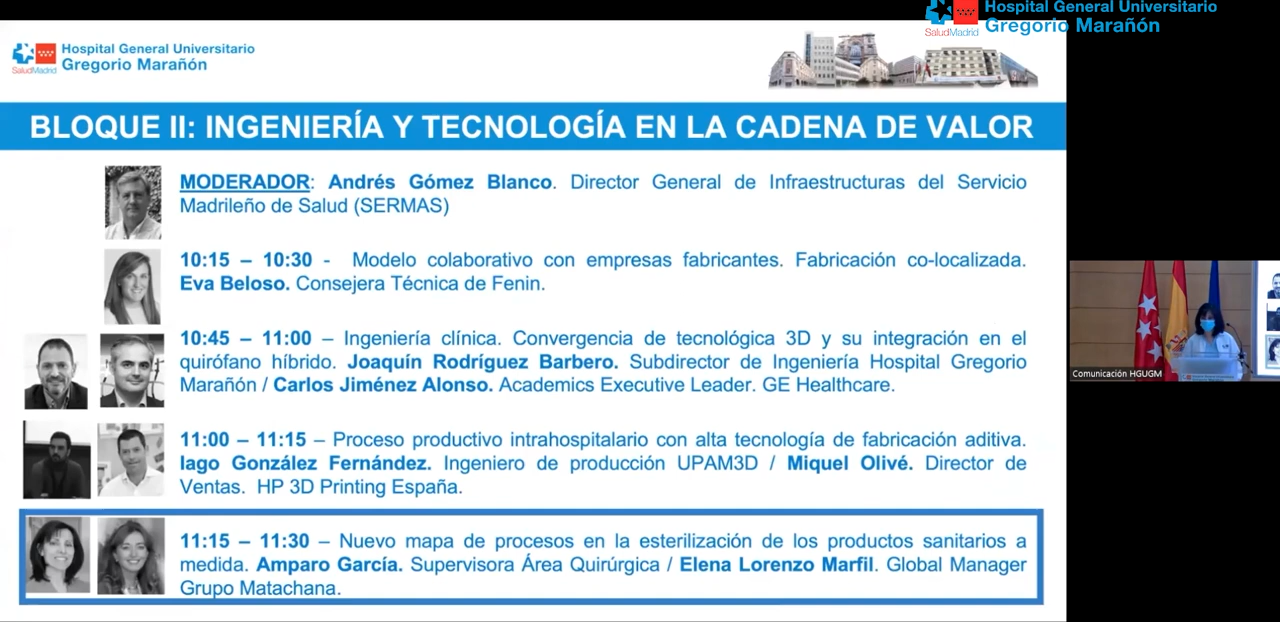 Hospital General Universitario
Gregorio Marañón
SaludMadrid
Hospital General Universitario
Gregorio Marañón
SaludMadrid
BLOQUE II: INGENIERÍA Y TECNOLOGÍA EN LA CADENA DE VALOR
MODERADOR: Andrés Gómez Blanco. Director General de Infraestructuras del Servicio
Madrileño de Salud (SERMAS)
10:15 – 10:30 - Modelo colaborativo con empresas fabricantes. Fabricación co-localizada.
Eva Beloso. Consejera Técnica de Fenin.
10:45 – 11:00 – Ingeniería clínica. Convergencia de tecnológica 3D y su integración en el
quirófano híbrido. Joaquín Rodríguez Barbero. Subdirector de Ingeniería Hospital Gregorio
Marañón / Carlos Jiménez Alonso. Academics Executive Leader. GE Healthcare.
11:00 – 11:15 – Proceso productivo intrahospitalario con alta tecnología de fabricación aditiva.
Iago González Fernández. Ingeniero de producción UPAM3D / Miquel Olivé. Director de
Ventas. HP 3D Printing España.
11:15 – 11:30 – Nuevo mapa de procesos en la esterilización de los productos sanitarios a
medida. Amparo García. Supervisora Área Quirúrgica / Elena Lorenzo Marfil. Global Manager
Grupo Matachana.
Comunicación HGUGM